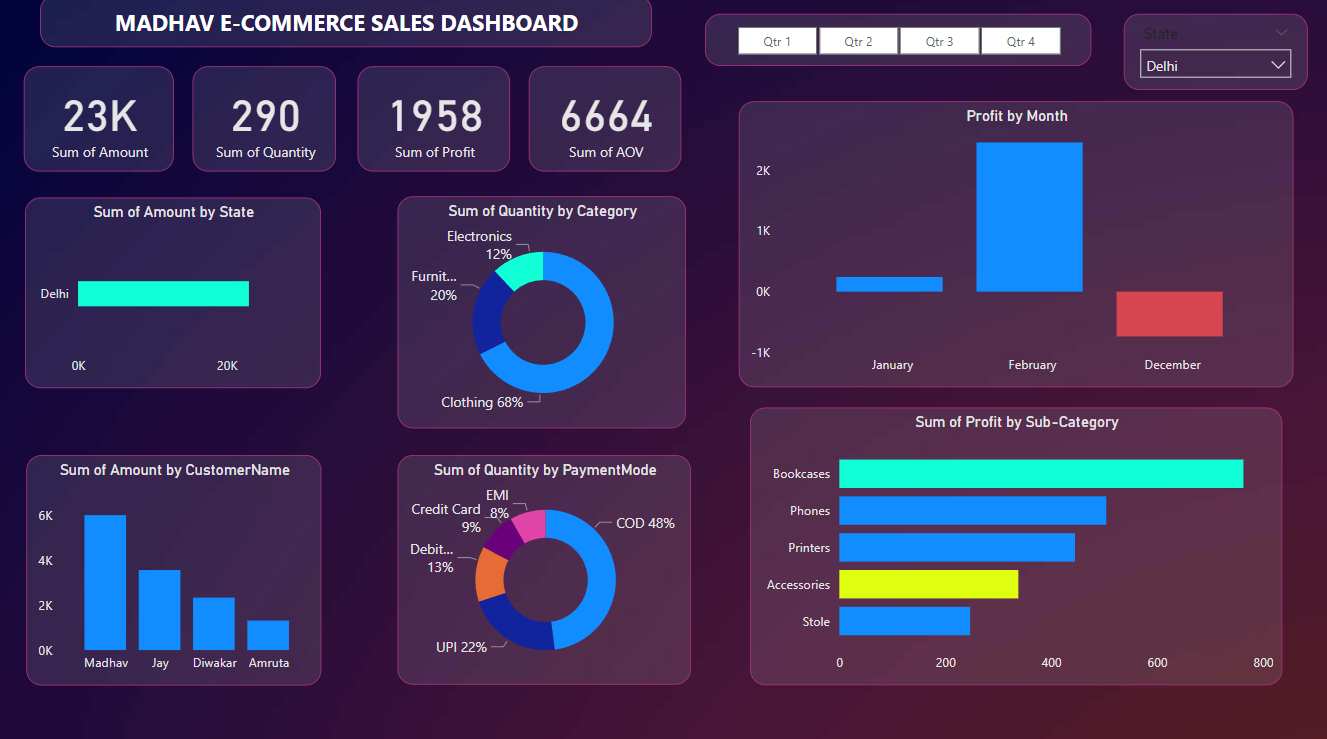 MADHAV E-COMMERCE SALES DASHBOARD
Qtr 1
Qtr 2
Qtr 3
Qtr 4
State
Delhi
23K
Sum of Amount
290
Sum of Quantity
1958
Sum of Profit
6664
Sum of AOV
Sum of Amount by State
Delhi
0K
20K
Sum of Quantity by Category
Electronics
12%
Furnit...
20%
Clothing 68%
Profit by Month
2K
1K
0K
-1K
January
February
December
Sum of Amount by CustomerName
6K
4K
2K
0K
Madhav
Jay
Diwakar
Amruta
Sum of Quantity by PaymentMode
EMI
8%
Credit Card
9%
Debit...
13%
UPI 22%
COD 48%
Sum of Profit by Sub-Category
Bookcases
Phones
Printers
Accessories
Stole
0
200
400
600
800